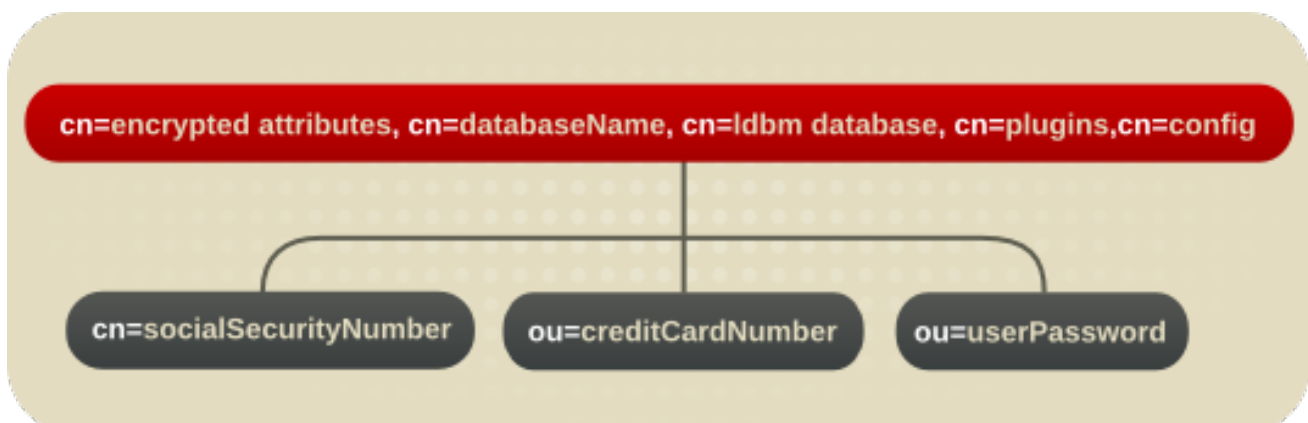 cn=encrypted attributes, cn=databaseName, cn=ldbm database, cn=plugins,cn=config
cn=socialSecurityNumber
ou=creditCardNumber
ou=userPassword